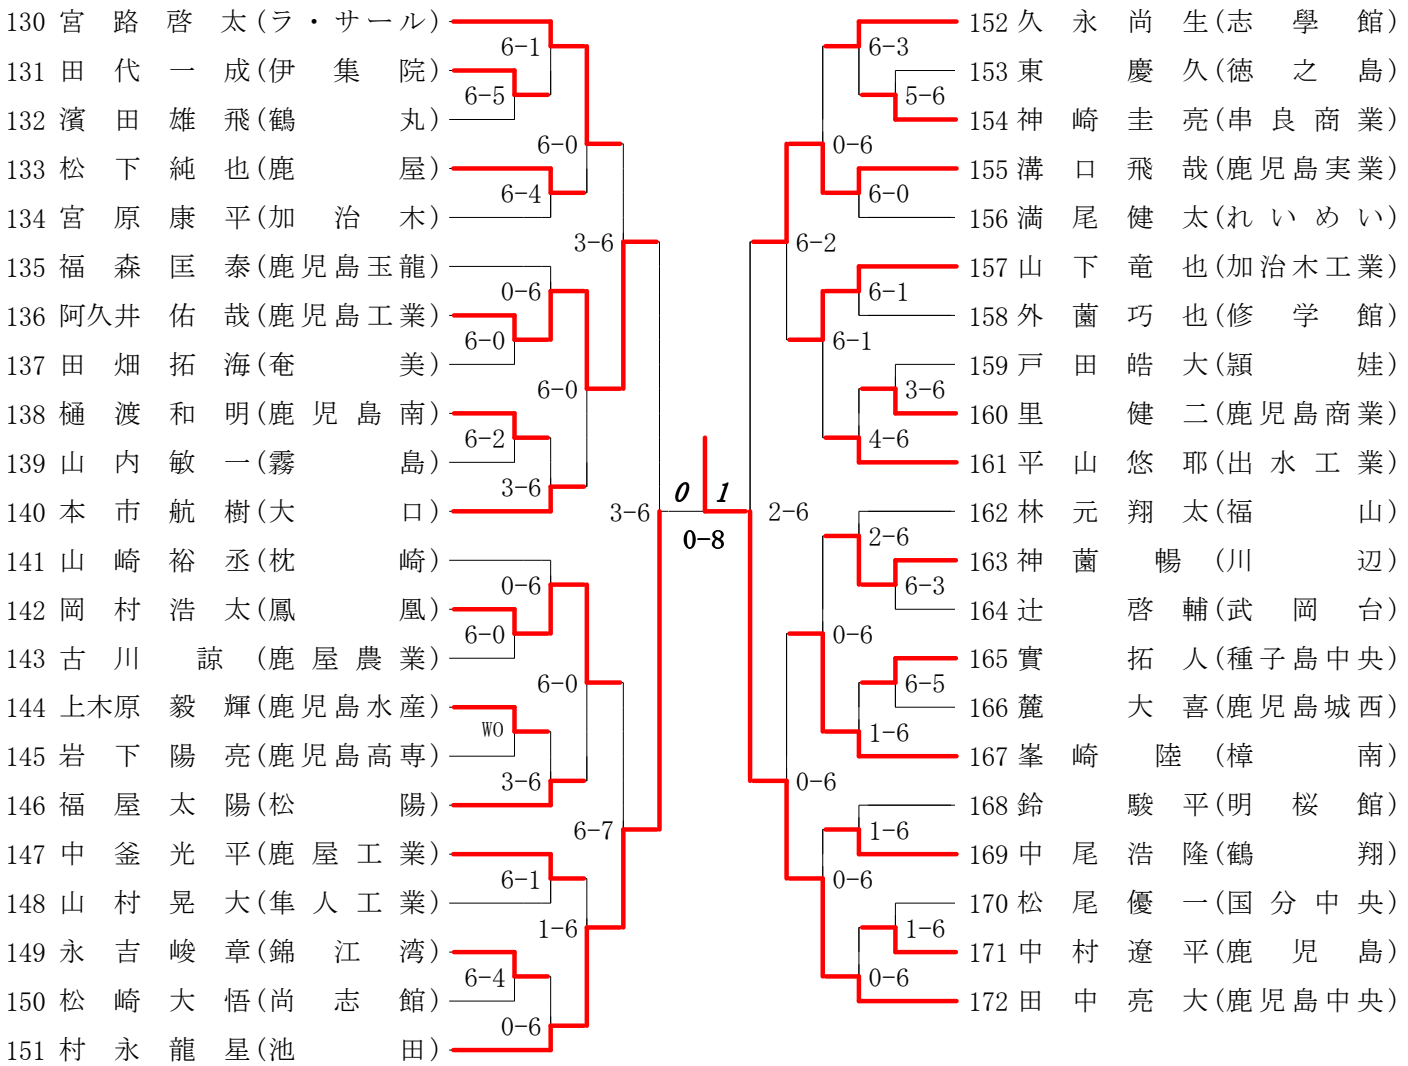 130 宮路啓太(ラ・サール)
6-1
131 田代一成(伊集院)
6-5
132 濱田雄飛(鶴丸)
6-0
133 松下純也(鹿屋)
6-4
134 宮原康平(加治木)
3-6
135 福森匡泰(鹿児島玉龍)
0-6
136 阿久井佑哉(鹿児島工業)
6-0
137 田畑拓海(奄美)
6-0
138 樋渡和明(鹿児島南)
6-2
139 山内敏一(霧島)
3-6
140 本市航樹(大口)
3-6
141 山崎裕丞(枕崎)
0-6
142 岡村浩太(鳳凰)
6-0
143 古川諒(鹿屋農業)
6-0
144 上木原毅輝(鹿児島水産)
WO
145 岩下陽亮(鹿児島高専)
3-6
146 福屋太陽(松陽)
6-7
147 中釜光平(鹿屋工業)
6-1
148 山村晃大(隼人工業)
1-6
149 永吉峻章(錦江湾)
6-4
150 松崎大悟(尚志館)
0-6
151 村永龍星(池田)
0 1
0-8
152 久永尚生(志學館)
6-3
153 東慶久(徳之島)
5-6
154 神崎圭亮(串良商業)
0-6
155 溝口飛哉(鹿児島実業)
6-0
156 満尾健太(れいめい)
6-2
157 山下竜也(加治木工業)
6-1
158 外薗巧也(修学館)
6-1
159 戸田皓大(頴娃)
3-6
160 里健二(鹿児島商業)
4-6
161 平山悠耶(出水工業)
2-6
162 林元翔太(福山)
2-6
163 神薗暢(川辺)
6-3
164 辻啓輔(武岡台)
0-6
165 實拓人(種子島中央)
6-5
166 麓大喜(鹿児島城西)
1-6
167 峯崎陸(樟南)
0-6
168 鈴駿平(明桜館)
1-6
169 中尾浩隆(鶴翔)
0-6
170 松尾優一(国分中央)
1-6
171 中村遼平(鹿児島)
0-6
172 田中亮大(鹿児島中央)